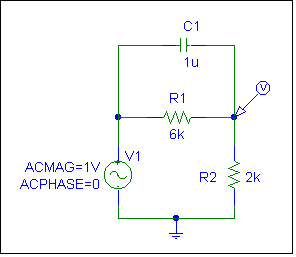 C1
1u
R1
6k
V
V1
ACMAG=1V
ACPHASE=0
R2 2k